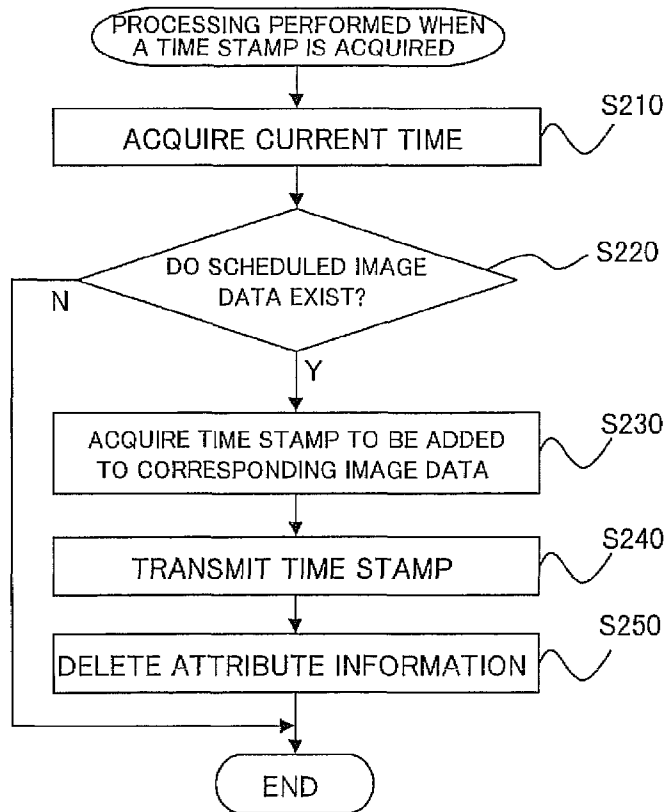 PROCESSING PERFORMED WHEN
A TIME STAMP IS ACQUIRED
S210
ACQUIRE CURRENT TIME
S220
DO SCHEDULED IMAGE
DATA EXIST?
N
Y
S230
ACQUIRE TIME STAMP TO BE ADDED
TO CORRESPONDING IMAGE DATA
S240
TRANSMIT TIME STAMP
S250
DELETE ATTRIBUTE INFORMATION
END